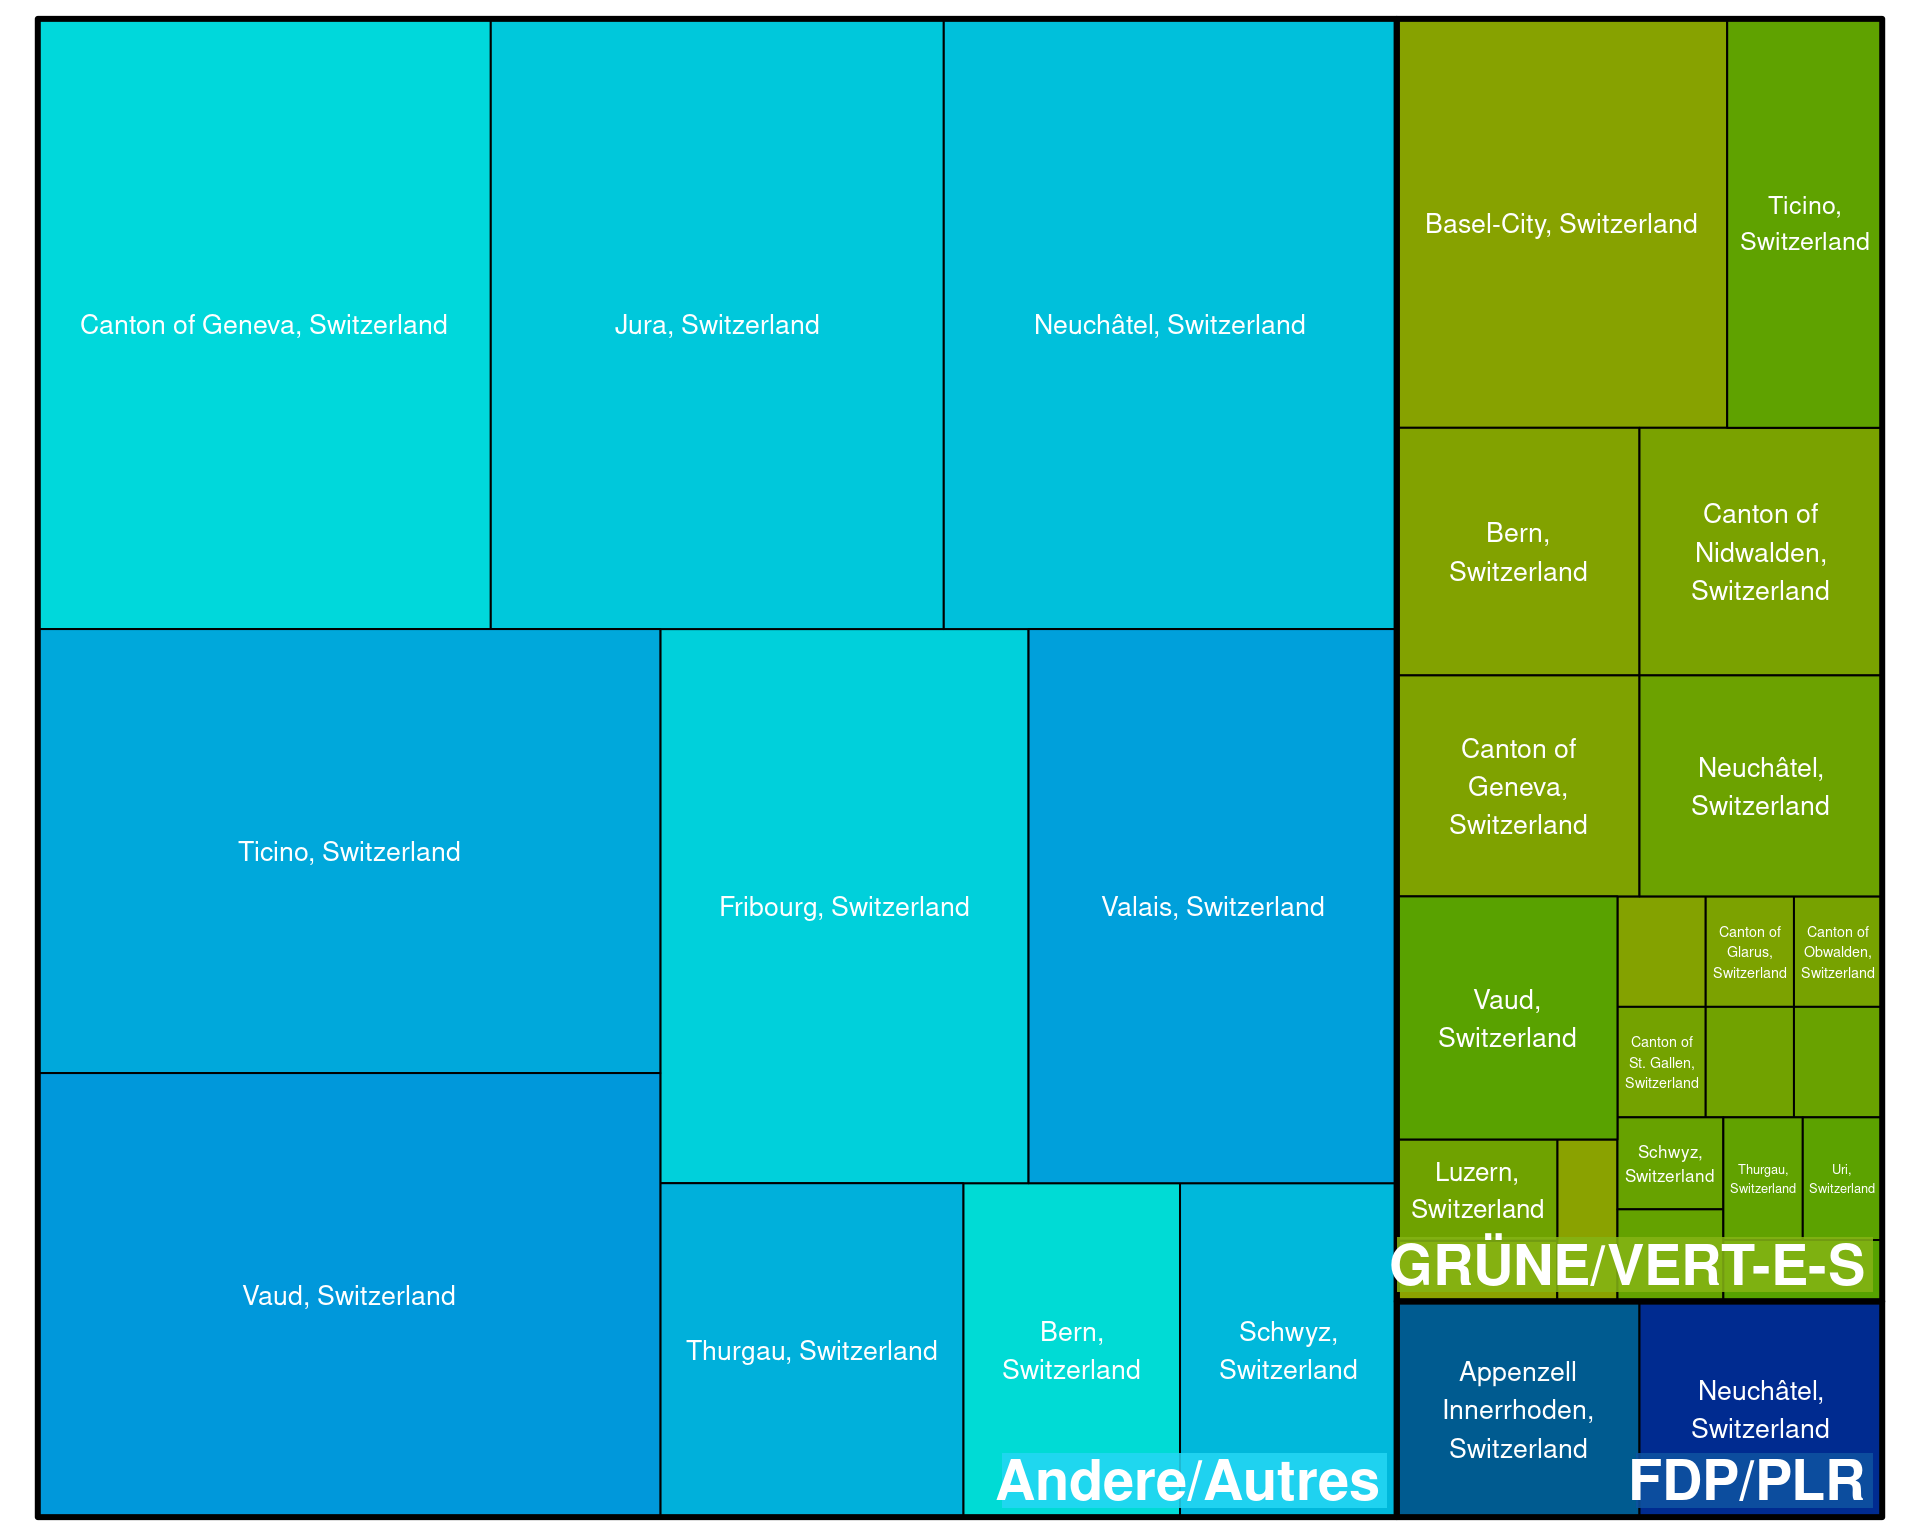 Canton of Geneva, Switzerland
Jura, Switzerland
Neuchâtel, Switzerland
Ticino, Switzerland
Fribourg, Switzerland
Valais, Switzerland
Vaud, Switzerland
Thurgau, Switzerland
Bern,
Switzerland
Schwyz,
Switzerland
Andere/Autres
Basel-City, Switzerland
Ticino,
Switzerland
Bern,
Switzerland
Canton of
Nidwalden,
Switzerland
Canton of
Geneva,
Switzerland
Neuchâtel,
Switzerland
Vaud,
Switzerland
Canton of
Glarus,
Switzerland
Canton of
Obwalden,
Switzerland
Canton of
St. Gallen,
Switzerland
Luzern,
Switzerland
Schwyz,
Switzerland
Thurgau,
Switzerland
Uri,
Switzerland
GRÜNE/VERT-E-S
Appenzell
Innerrhoden,
Switzerland
Neuchâtel,
Switzerland
FDP/PLR